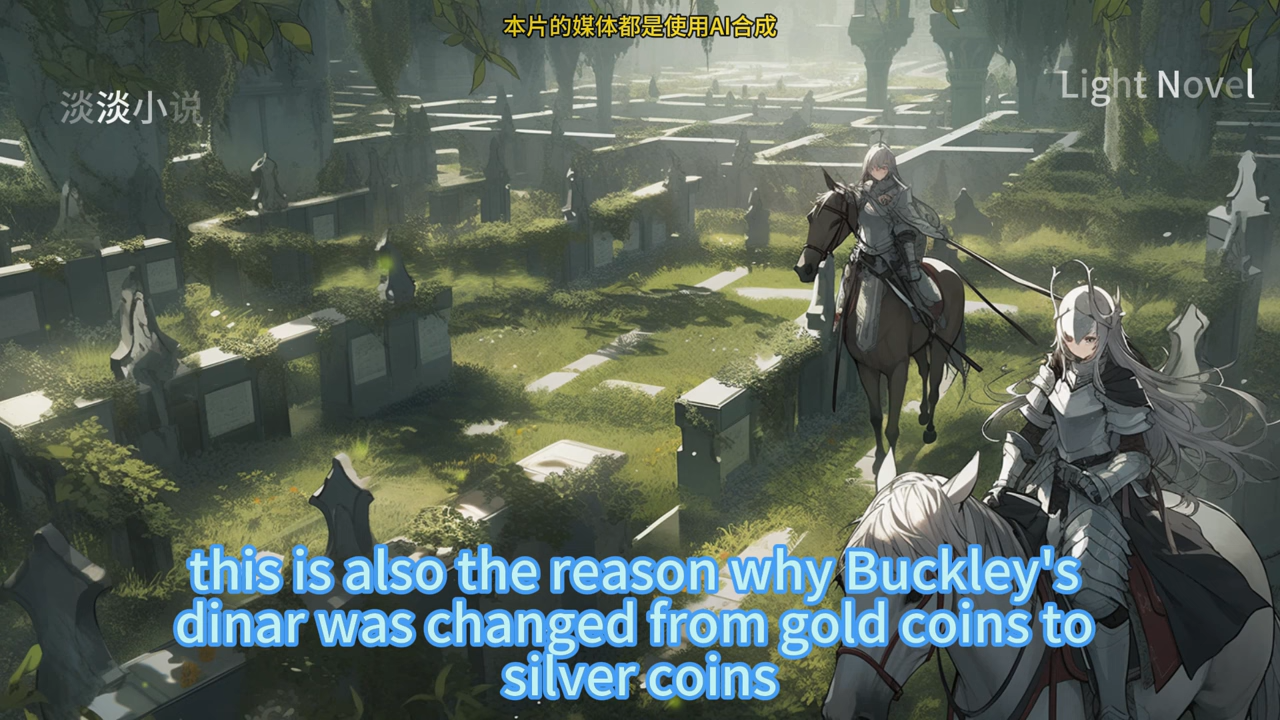 本片的媒体都是使用AI合成
淡淡小说
Light Novel
this is also the reason why Buckley's
dinar was changed from gold coins to
silver coins